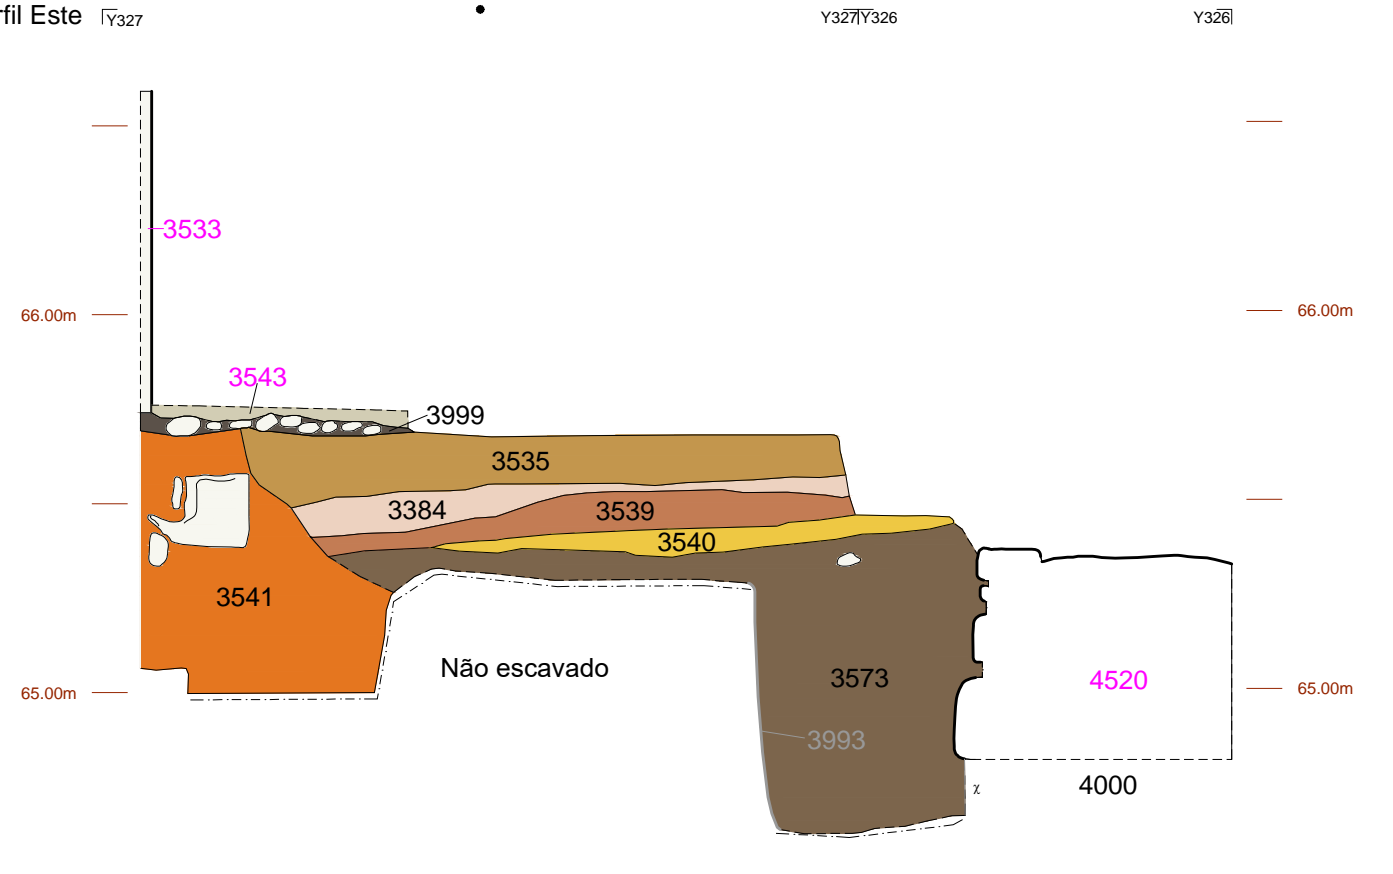 fil Este
Y327
Y327
Y326
Y326
3533
66.00m
66.00m
3543
3999
3535
3384
3539
3540
3541
Não escavado
3573
4520
65.00m
65.00m
3993
4000
χ